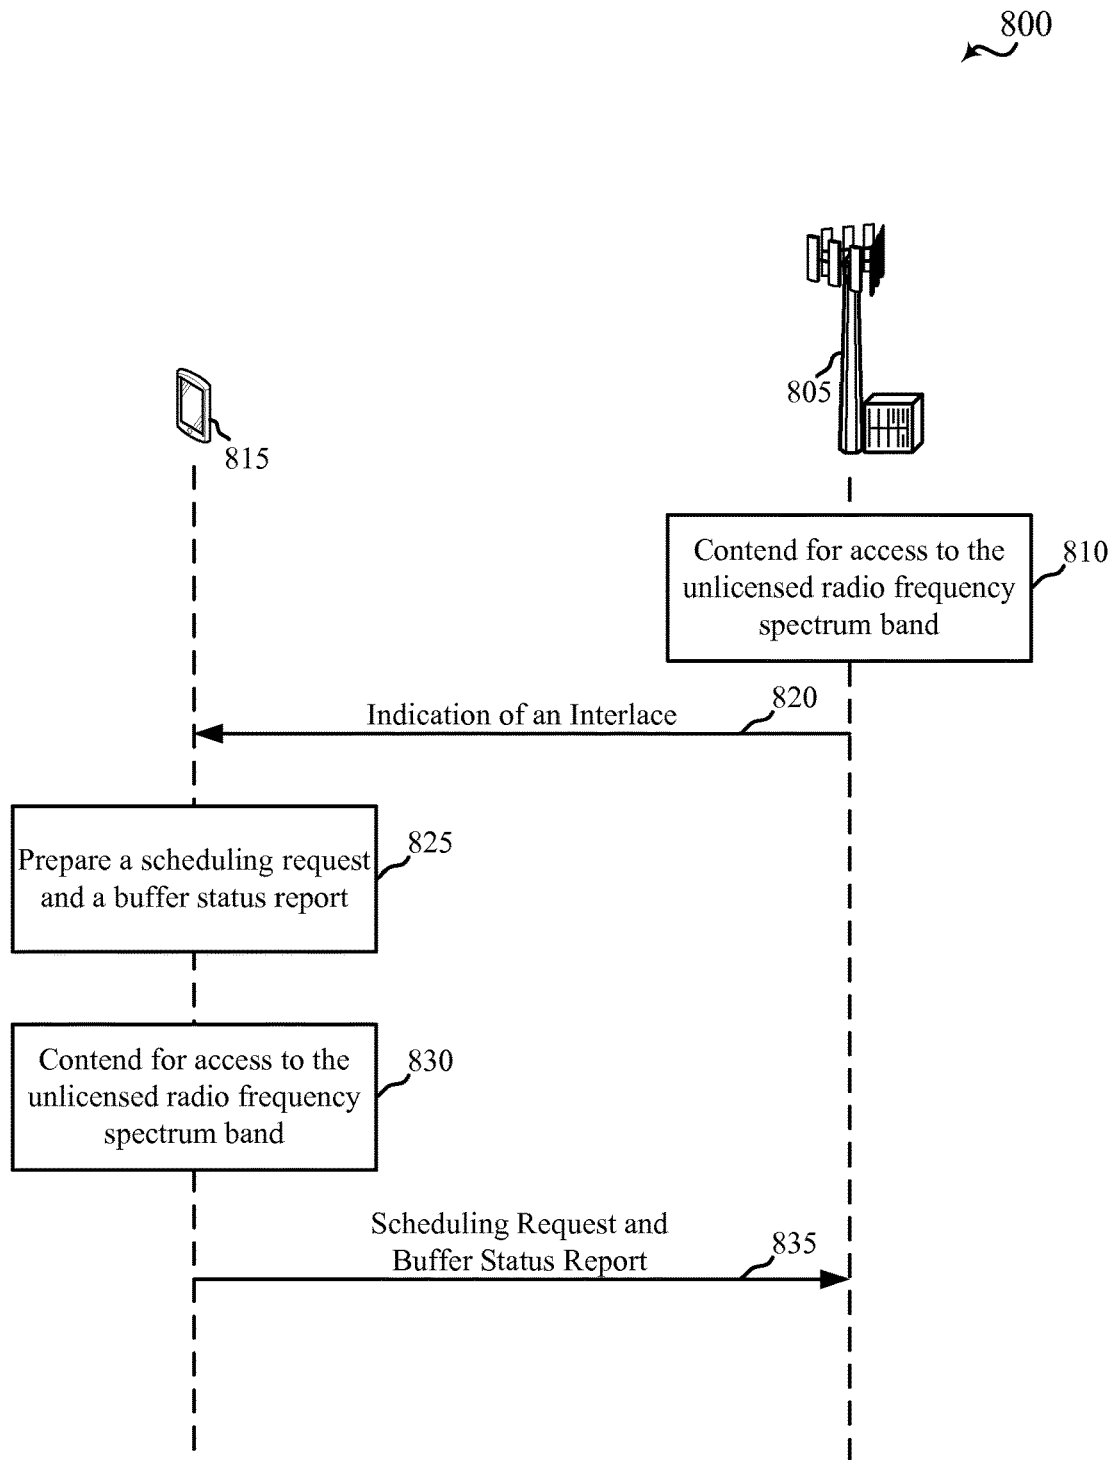 800
805
815
Contend for access to the
unlicensed radio frequency
spectrum band
810
820
Indication of an Interlace
Prepare a scheduling request
and a buffer status report
825
Contend for access to the
unlicensed radio frequency
spectrum band
830
Scheduling Request and
Buffer Status Report
835